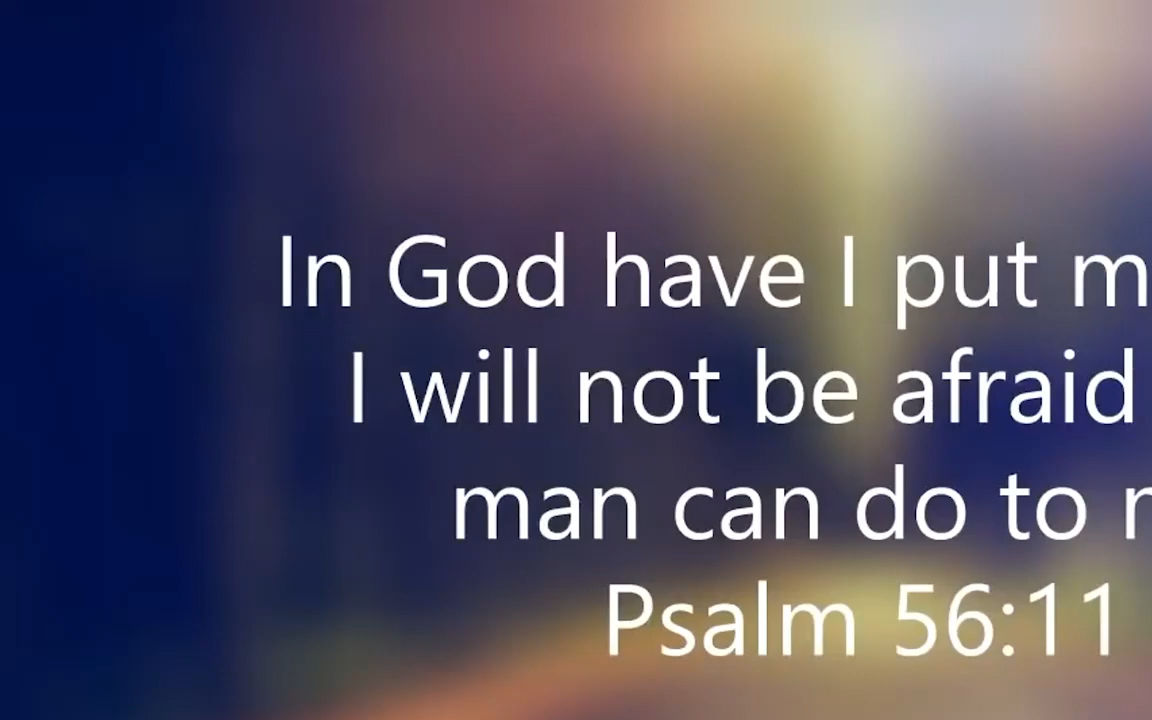 In God have I put m
I will not be afraid
man can do to
Psalm 56:11